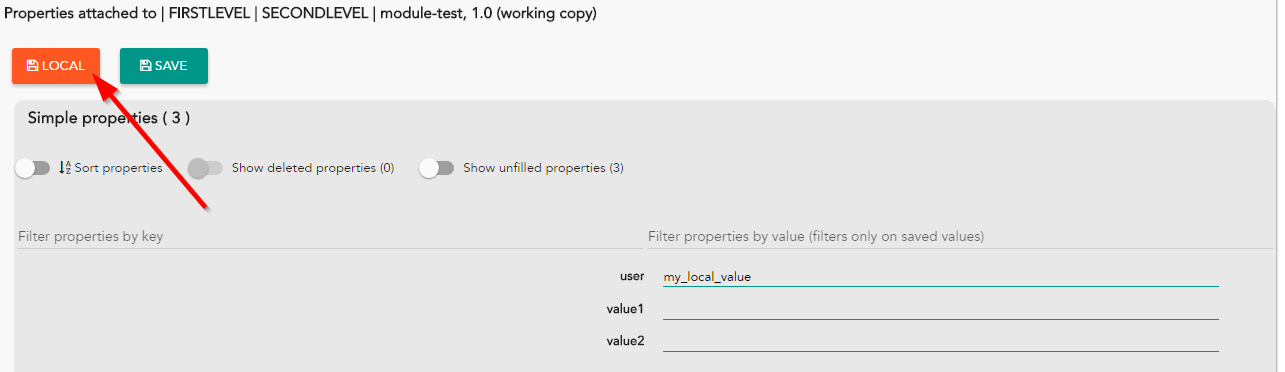 Properties attached to | FIRSTLEVEL | SECONDLEVEL | module-test, 1.0 (working copy)
LOCAL SAVE
Simple properties ( 3 )
Sort properties Show deleted properties (0) Show unfilled properties (3)
Filter properties by key Filter properties by value (filters only on saved values)
user my_local_value
value1
value2